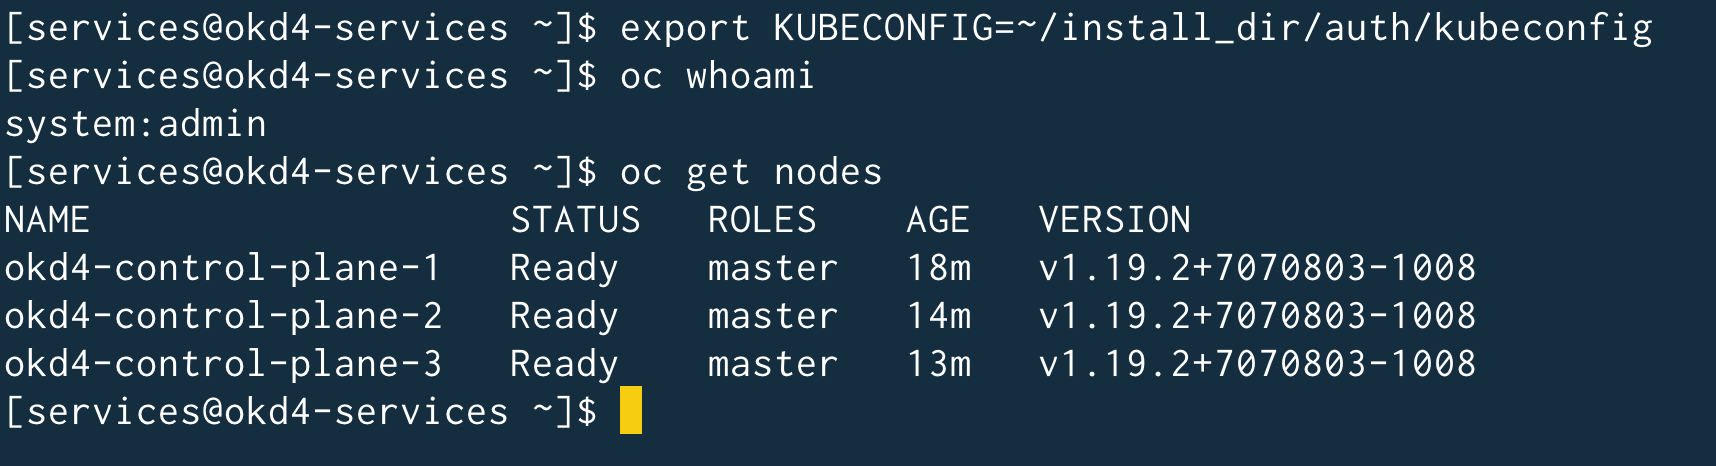 [services@okd4-services ~]$ export KUBECONFIG=~/install_dir/auth/kubeconfig
[services@okd4-services ~]$ oc whoami
system:admin
[services@okd4-services ~]$ oc get nodes
NAME                   STATUS   ROLES    AGE   VERSION
okd4-control-plane-1   Ready    master   18m   v1.19.2+7070803-1008
okd4-control-plane-2   Ready    master   14m   v1.19.2+7070803-1008
okd4-control-plane-3   Ready    master   13m   v1.19.2+7070803-1008
[services@okd4-services ~]$